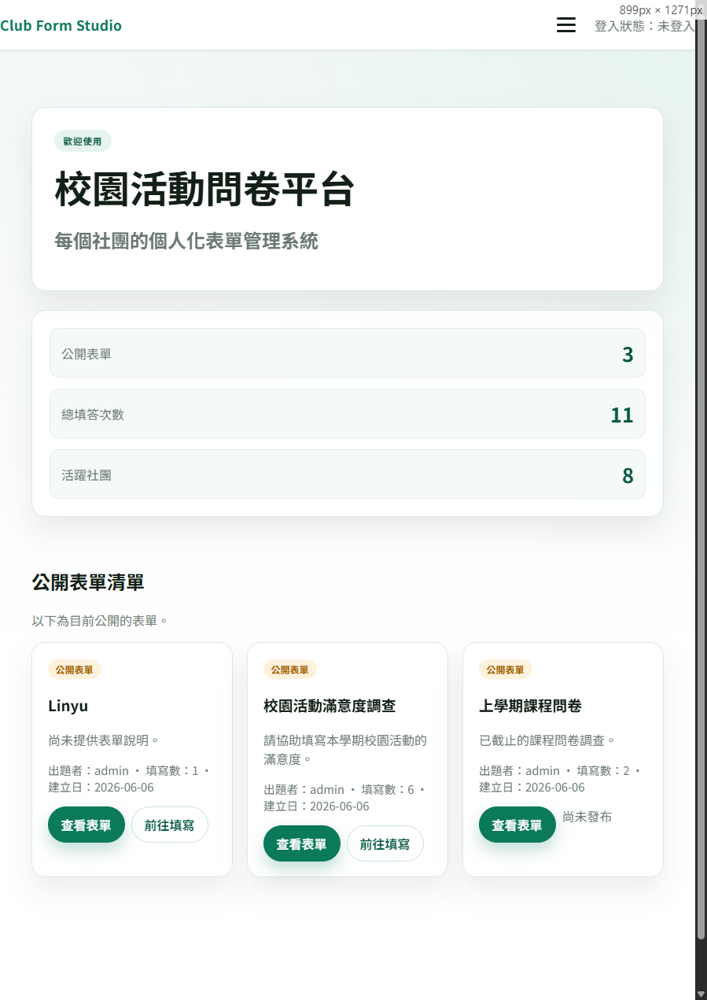 899px × 1271px
Club Form Studio
登入狀態：未登入
歡迎使用
校園活動問卷平台
每個社團的個人化表單管理系統
公開表單
3
總填答次數
11
活躍社團
8
公開表單清單
以下為目前公開的表單。
公開表單
Linyu
尚未提供表單說明。
出題者：admin ・ 填寫數：1 ・
建立日：2026-06-06
查看表單
前往填寫
公開表單
校園活動滿意度調查
請協助填寫本學期校園活動的
滿意度。
出題者：admin ・ 填寫數：6 ・
建立日：2026-06-06
查看表單
前往填寫
公開表單
上學期課程問卷
已截止的課程問卷調查。
出題者：admin ・ 填寫數：2 ・
建立日：2026-06-06
查看表單
尚未發布